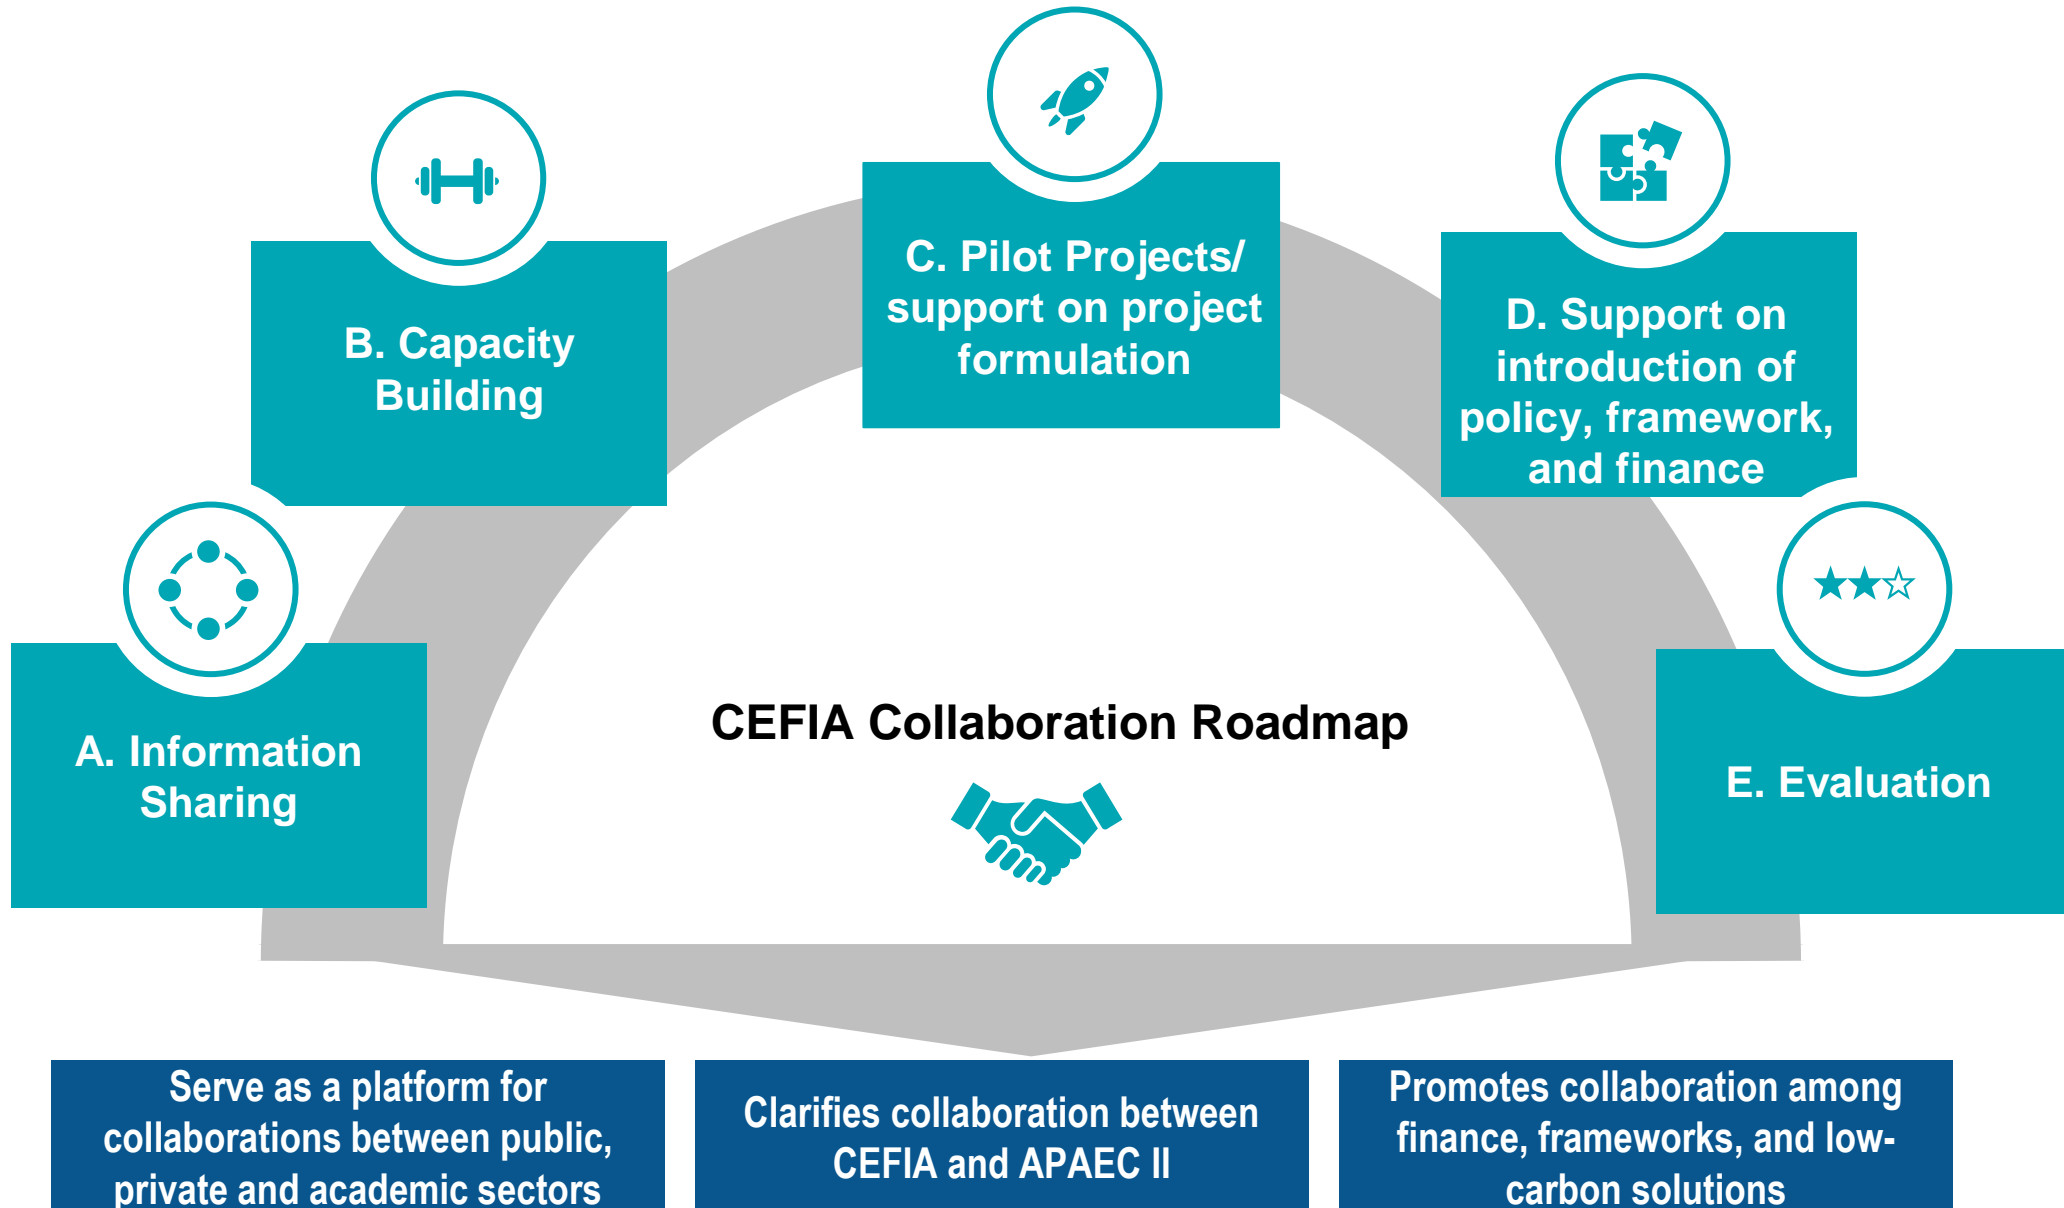 A. Information
Sharing
B. Capacity
Building
C. Pilot Projects/
support on project
formulation
D. Support on
introduction of
policy, framework,
and finance
E. Evaluation
CEFIA Collaboration Roadmap
Serve as a platform for
collaborations between public,
private and academic sectors
Clarifies collaboration between
CEFIA and APAEC II
Promotes collaboration among
finance, frameworks, and low-
carbon solutions